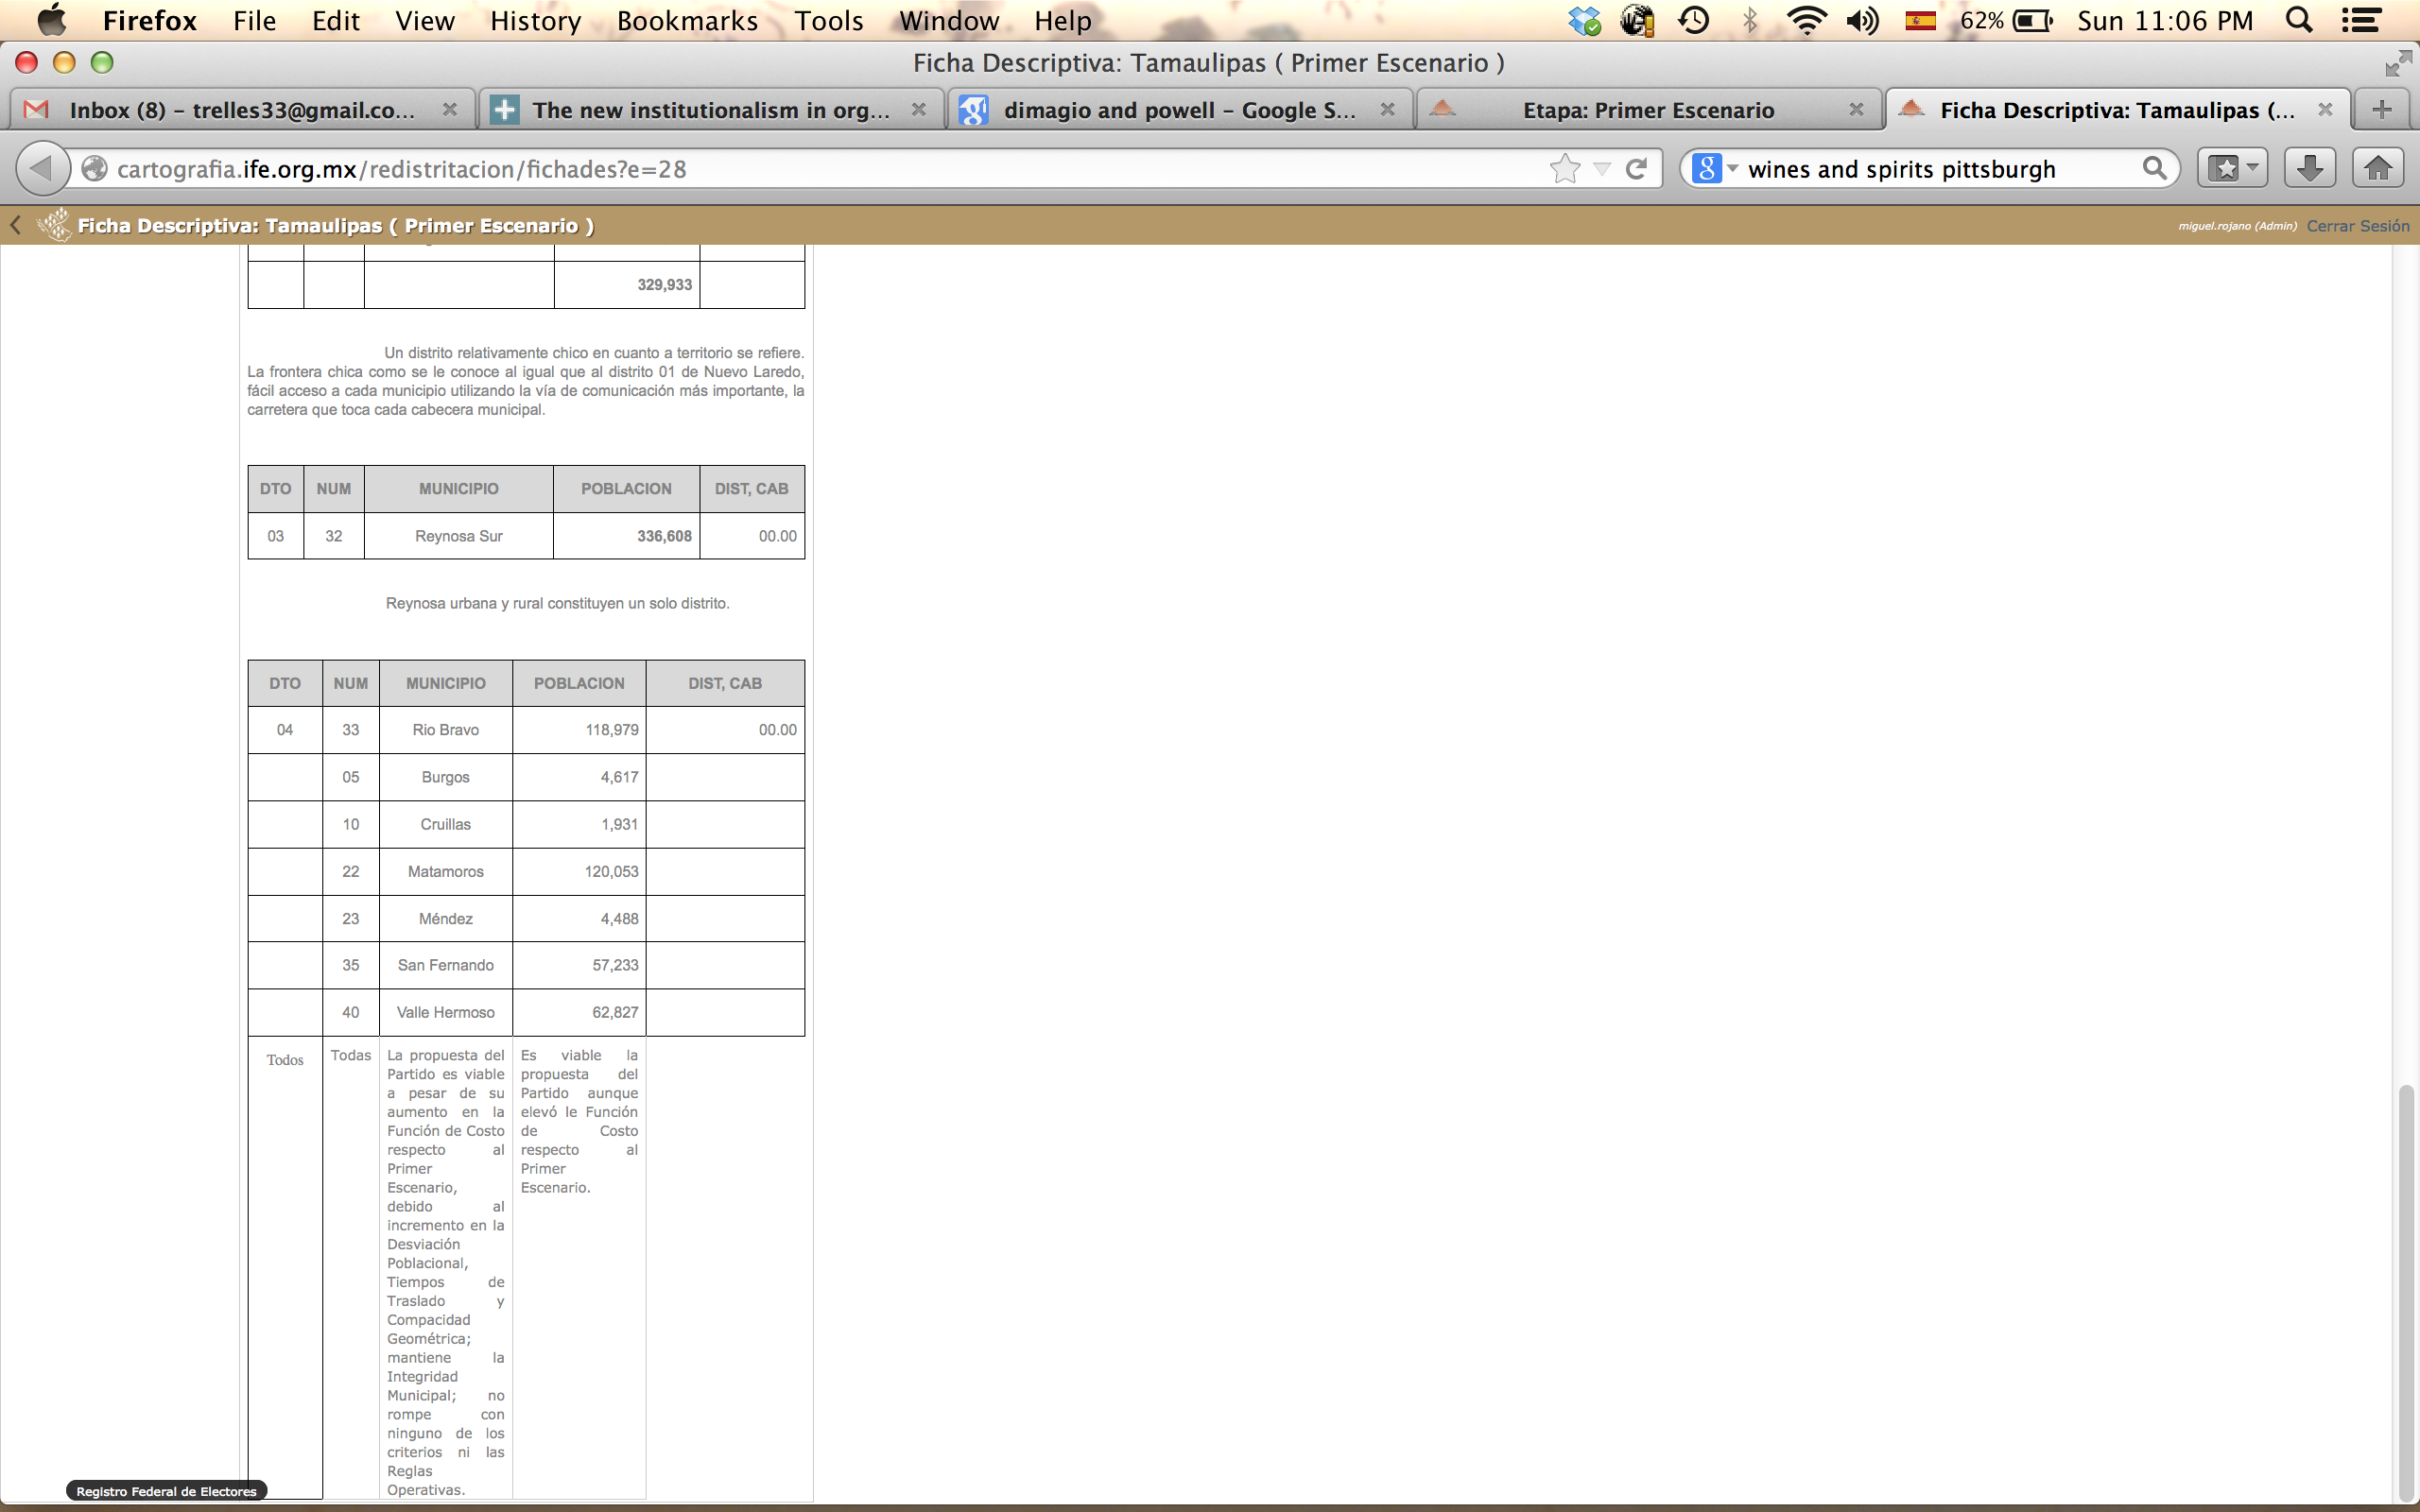 Firefox File Edit View History Bookmarks Tools Window Help 62% Sun 11:06 PM
Ficha Descriptiva: Tamaulipas ( Primer Escenario )
Inbox (8) – trelles33@gmail.co... The new institutionalism in org... dimagio and powell – Google S... Etapa: Primer Escenario Ficha Descriptiva: Tamaulipas (...
cartografia.ife.org.mx/redistritacion/fichades?e=28 wines and spirits pittsburgh
Ficha Descriptiva: Tamaulipas ( Primer Escenario ) miguel.rojano (Admin) Cerrar Sesión
329,933
Un distrito relativamente chico en cuanto a territorio se refiere.
La frontera chica como se le conoce al igual que al distrito 01 de Nuevo Laredo,
fácil acceso a cada municipio utilizando la vía de comunicación más importante, la
carretera que toca cada cabecera municipal.
DTO NUM MUNICIPIO POBLACION DIST, CAB
03 32 Reynosa Sur 336,608 00.00
Reynosa urbana y rural constituyen un solo distrito.
DTO NUM MUNICIPIO POBLACION DIST, CAB
04 33 Rio Bravo 118,979 00.00
05 Burgos 4,617
10 Cruillas 1,931
22 Matamoros 120,053
23 Méndez 4,488
35 San Fernando 57,233
40 Valle Hermoso 62,827
Todos
Todas
La propuesta del
Partido es viable
a pesar de su
aumento en la
Función de Costo
respecto al
Primer
Escenario,
debido al
incremento en la
Desviación
Poblacional,
Tiempos de
Traslado y
Compacidad
Geométrica;
mantiene la
Integridad
Municipal; no
rompe con
ninguno de los
criterios ni las
Reglas
Operativas.
Es viable la
propuesta del
Partido aunque
elevó le Función
de Costo
respecto al
Primer
Escenario.
Registro Federal de Electores